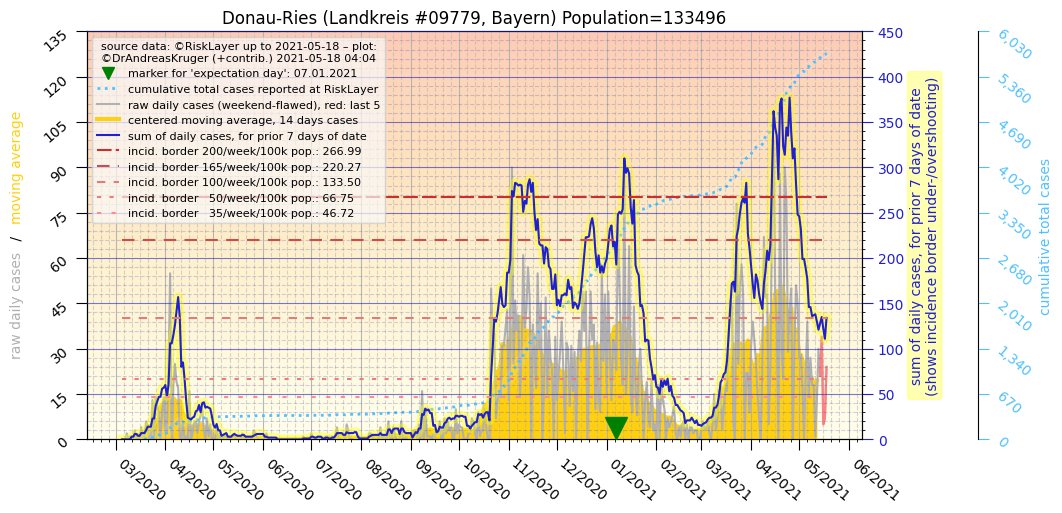 Donau-Ries (Landkreis #09779, Bayern) Population=133496
source data: ©RiskLayer up to 2021-05-18 – plot:
©DrAndreasKruger (+contrib.) 2021-05-18 04:04
marker for 'expectation day': 07.01.2021
cumulative total cases reported at RiskLayer
raw daily cases (weekend-flawed), red: last 5
centered moving average, 14 days cases
sum of daily cases, for prior 7 days of date
incid. border 200/week/100k pop.: 266.99
incid. border 165/week/100k pop.: 220.27
incid. border 100/week/100k pop.: 133.50
incid. border 50/week/100k pop.: 66.75
incid. border 35/week/100k pop.: 46.72
raw daily cases / moving average
135
120
105
90
75
60
45
30
15
0
03/2020
04/2020
05/2020
06/2020
07/2020
08/2020
09/2020
10/2020
11/2020
12/2020
01/2021
02/2021
03/2021
04/2021
05/2021
06/2021
450
400
350
300
250
200
150
100
50
0
sum of daily cases, for prior 7 days of date
(shows incidence border under-/overshooting)
6,030
5,360
4,690
4,020
3,350
2,680
2,010
1,340
670
0
cumulative total cases